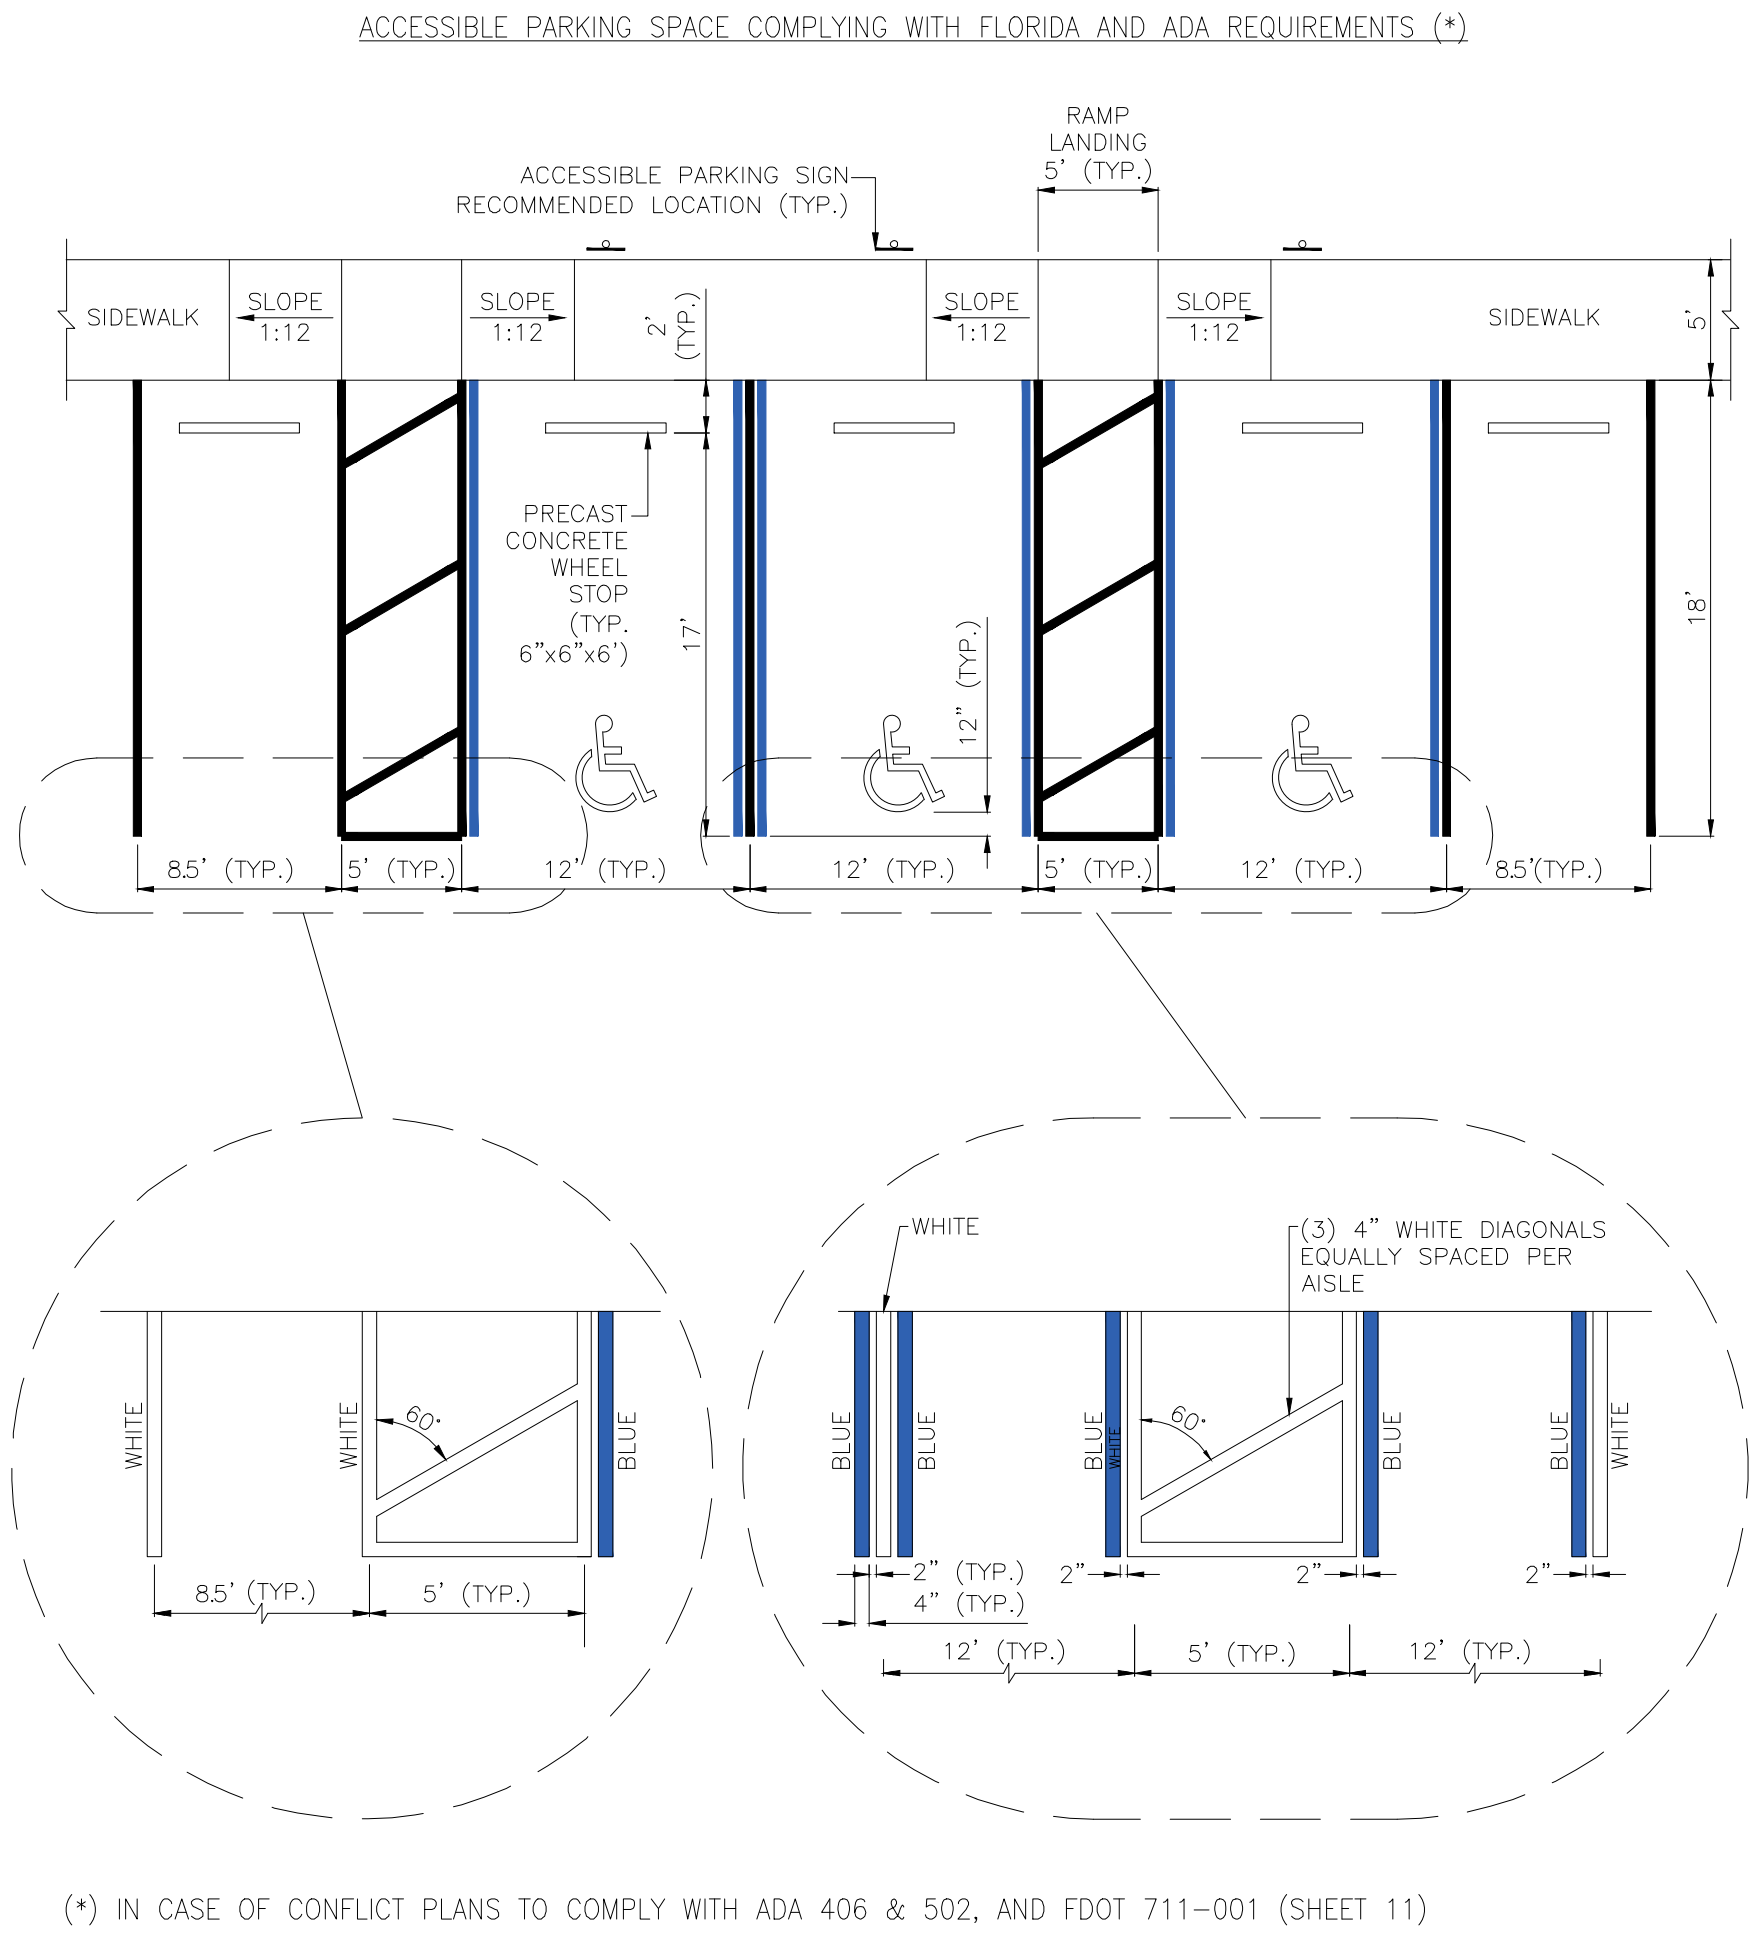 ACCESSIBLE PARKING SPACE COMPLYING WITH FLORIDA AND ADA REQUIREMENTS (*)
RAMP
LANDING
5' (TYP.)
ACCESSIBLE PARKING SIGN
RECOMMENDED LOCATION (TYP.)
SIDEWALK
SLOPE
1:12
SLOPE
1:12
2'
(TYP.)
SLOPE
1:12
SLOPE
1:12
SIDEWALK
5'
PRECAST
CONCRETE
WHEEL
STOP
(TYP.
6"x6"x6')
17'
12" (TYP.)
18'
8.5' (TYP.)
5' (TYP.)
12' (TYP.)
12' (TYP.)
5' (TYP.)
12' (TYP.)
8.5'(TYP.)
WHITE
WHITE
60°
BLUE
8.5' (TYP.)
5' (TYP.)
WHITE
(3) 4" WHITE DIAGONALS
EQUALLY SPACED PER
AISLE
BLUE
BLUE
BLUE
WHITE
60°
BLUE
BLUE
WHITE
2" (TYP.)
4" (TYP.)
2"
2"
2"
12' (TYP.)
5' (TYP.)
12' (TYP.)
(*) IN CASE OF CONFLICT PLANS TO COMPLY WITH ADA 406 & 502, AND FDOT 711-001 (SHEET 11)